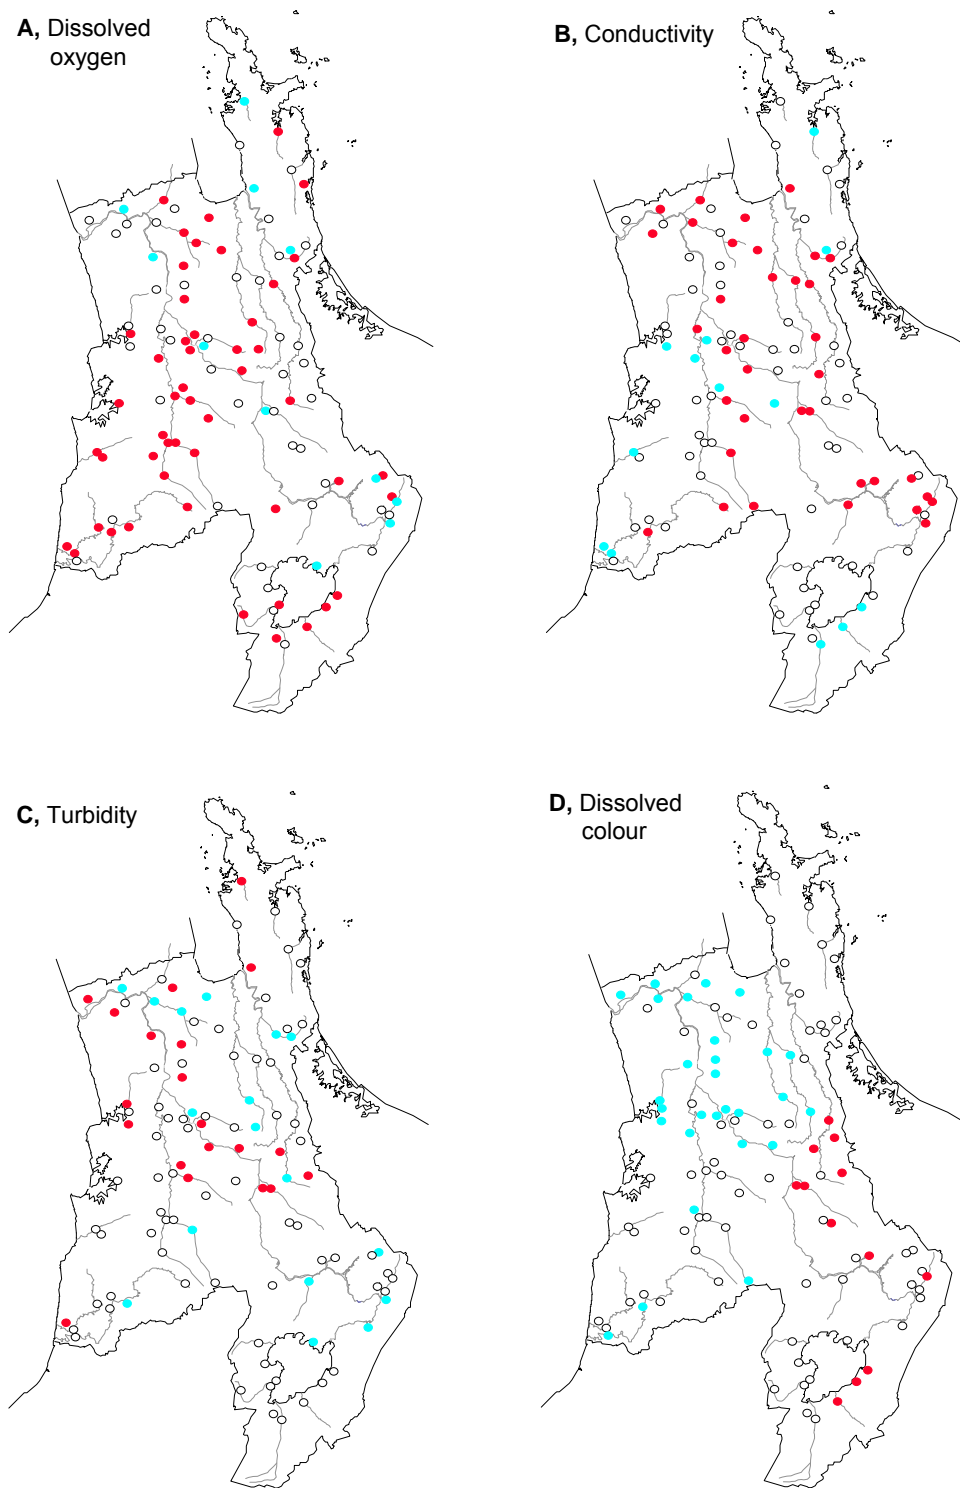 A, Dissolved
oxygen
B, Conductivity
C, Turbidity
D, Dissolved
colour